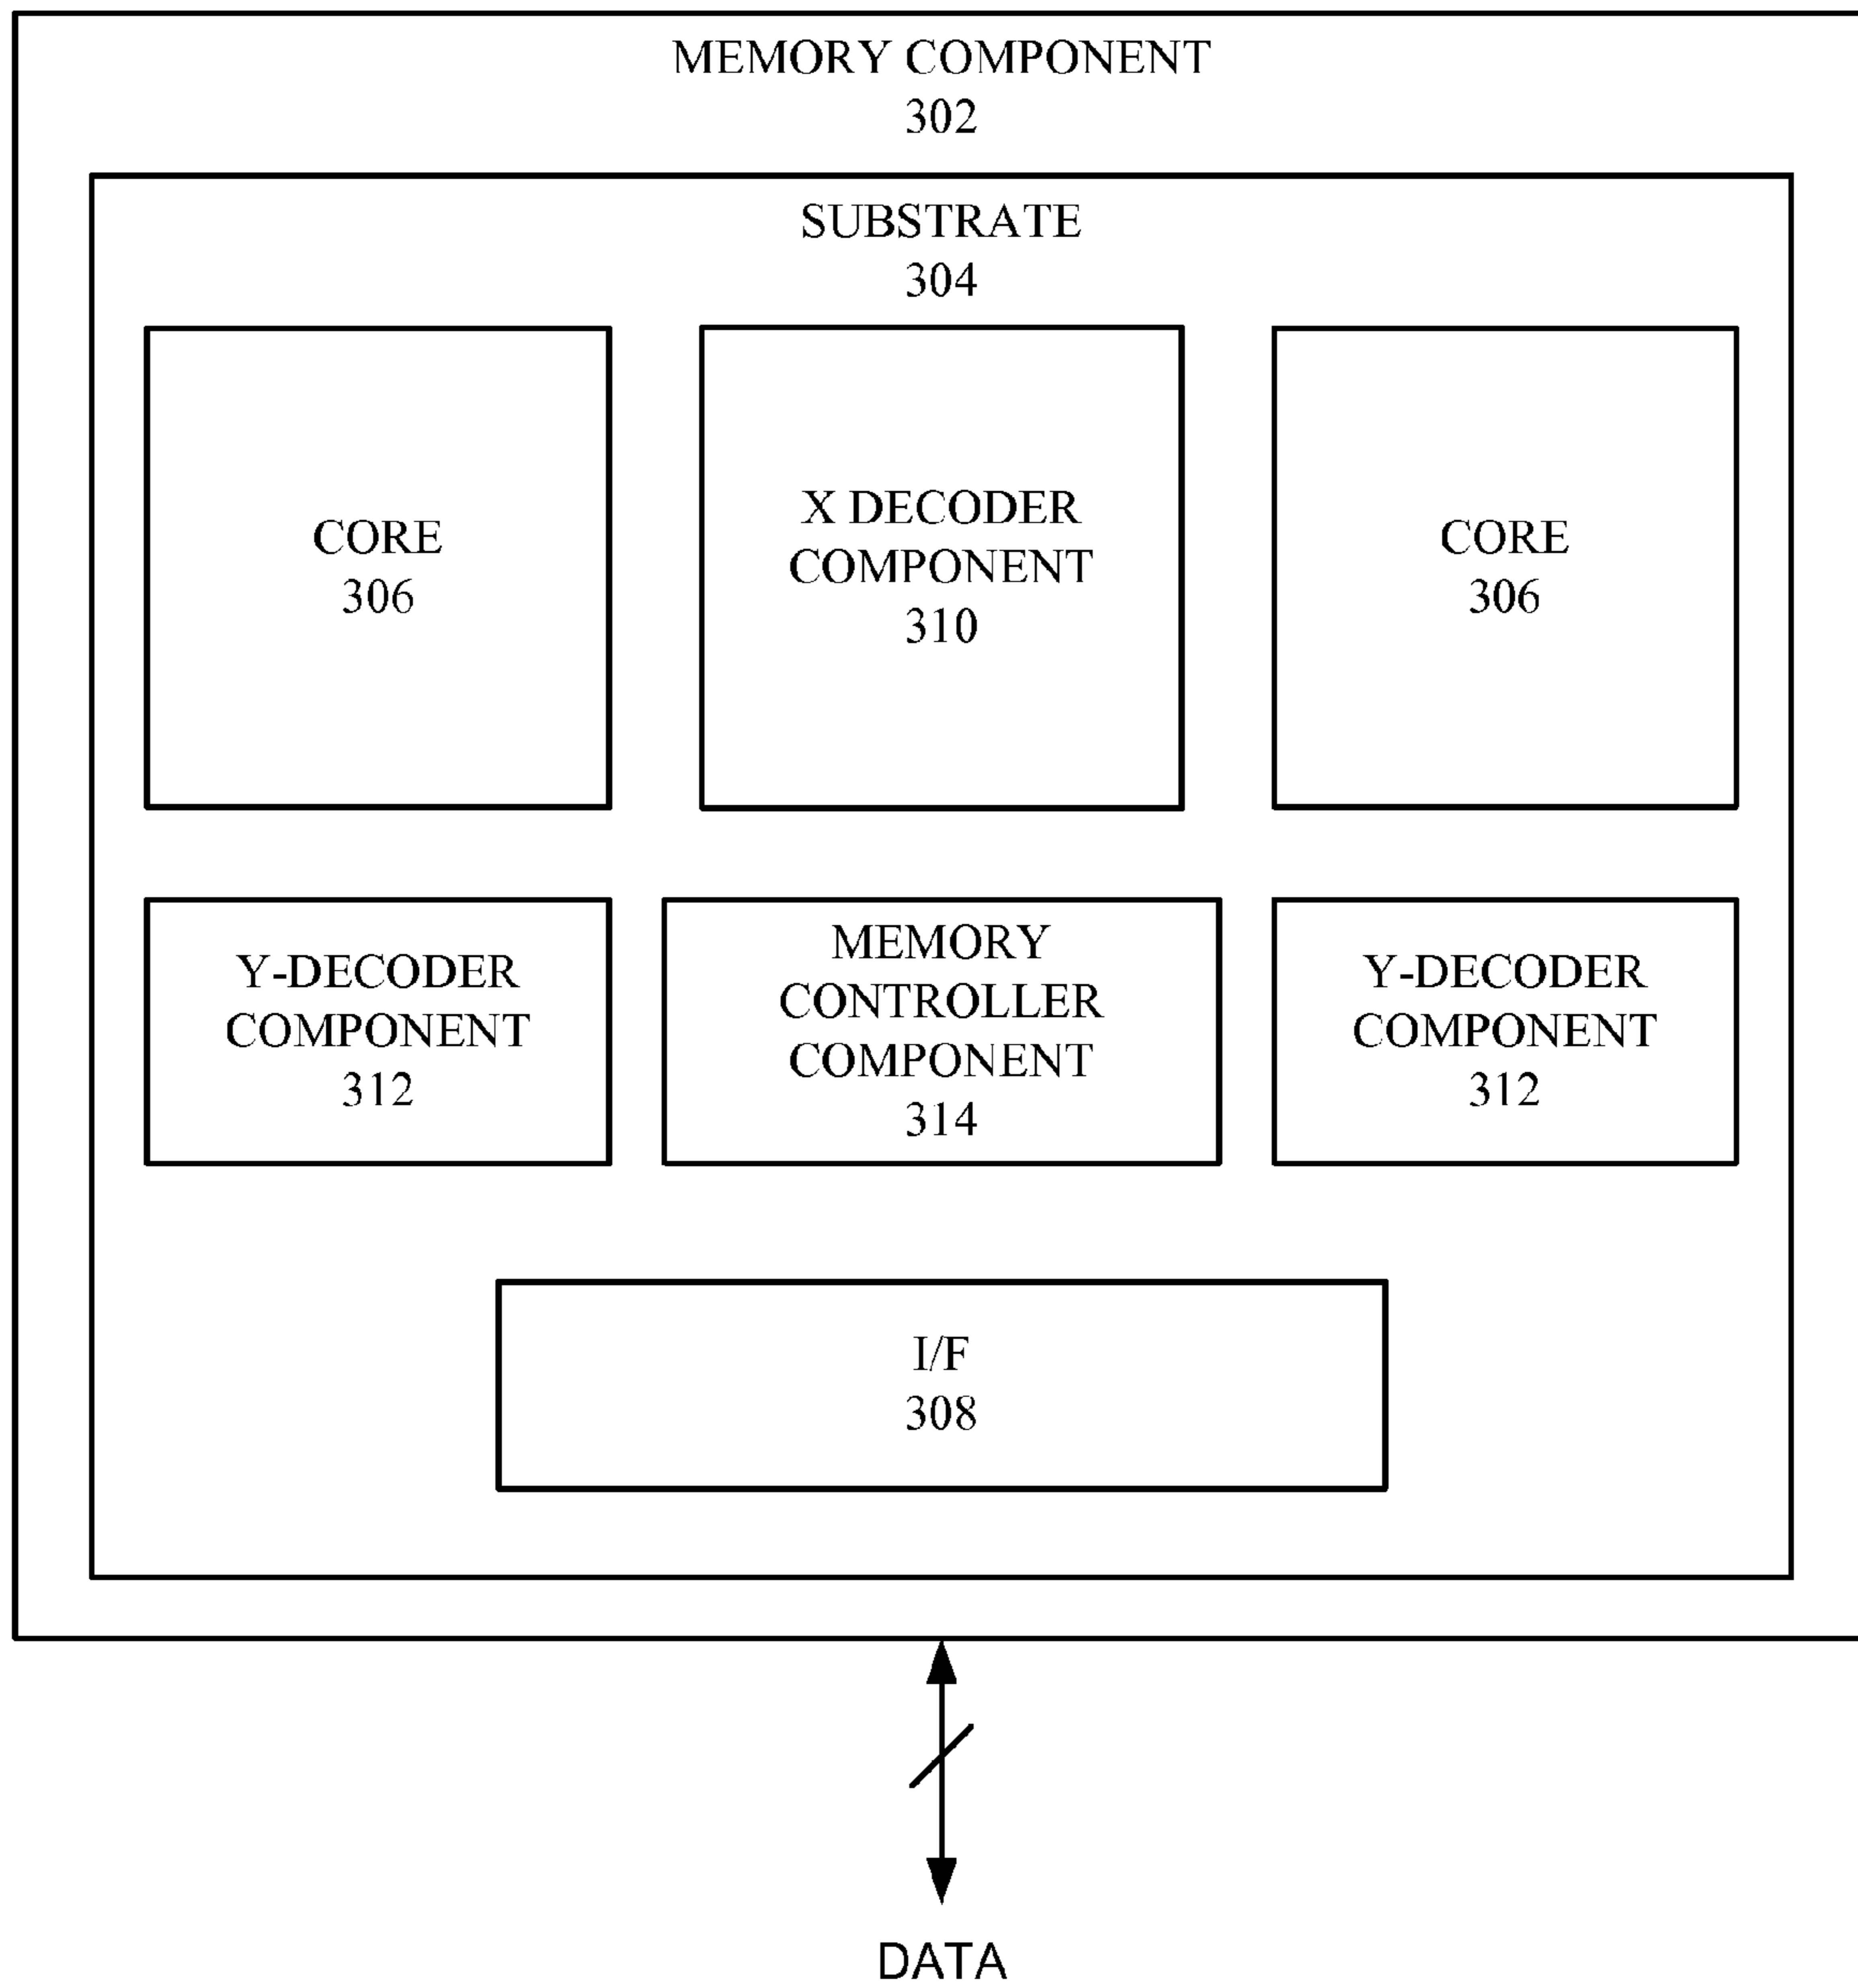 MEMORY COMPONENT
302
SUBSTRATE
304
CORE
306
X DECODER
COMPONENT
310
CORE
306
Y-DECODER
COMPONENT
312
MEMORY
CONTROLLER
COMPONENT
314
Y-DECODER
COMPONENT
312
I/F
308
DATA